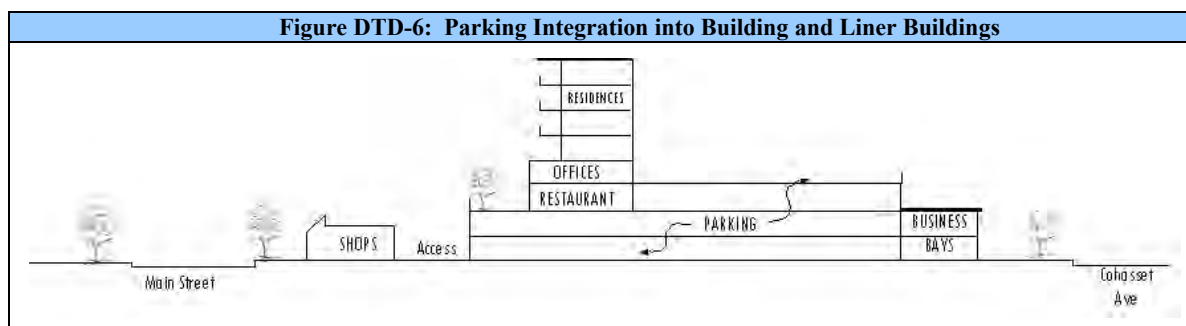 Figure DTD-6: Parking Integration into Building and Liner Buildings
RESIDENCES
OFFICES
RESTAURANT
SHOPS
Access
PARKING
BUSINESS
BAYS
Main Street
Cohasset
Ave